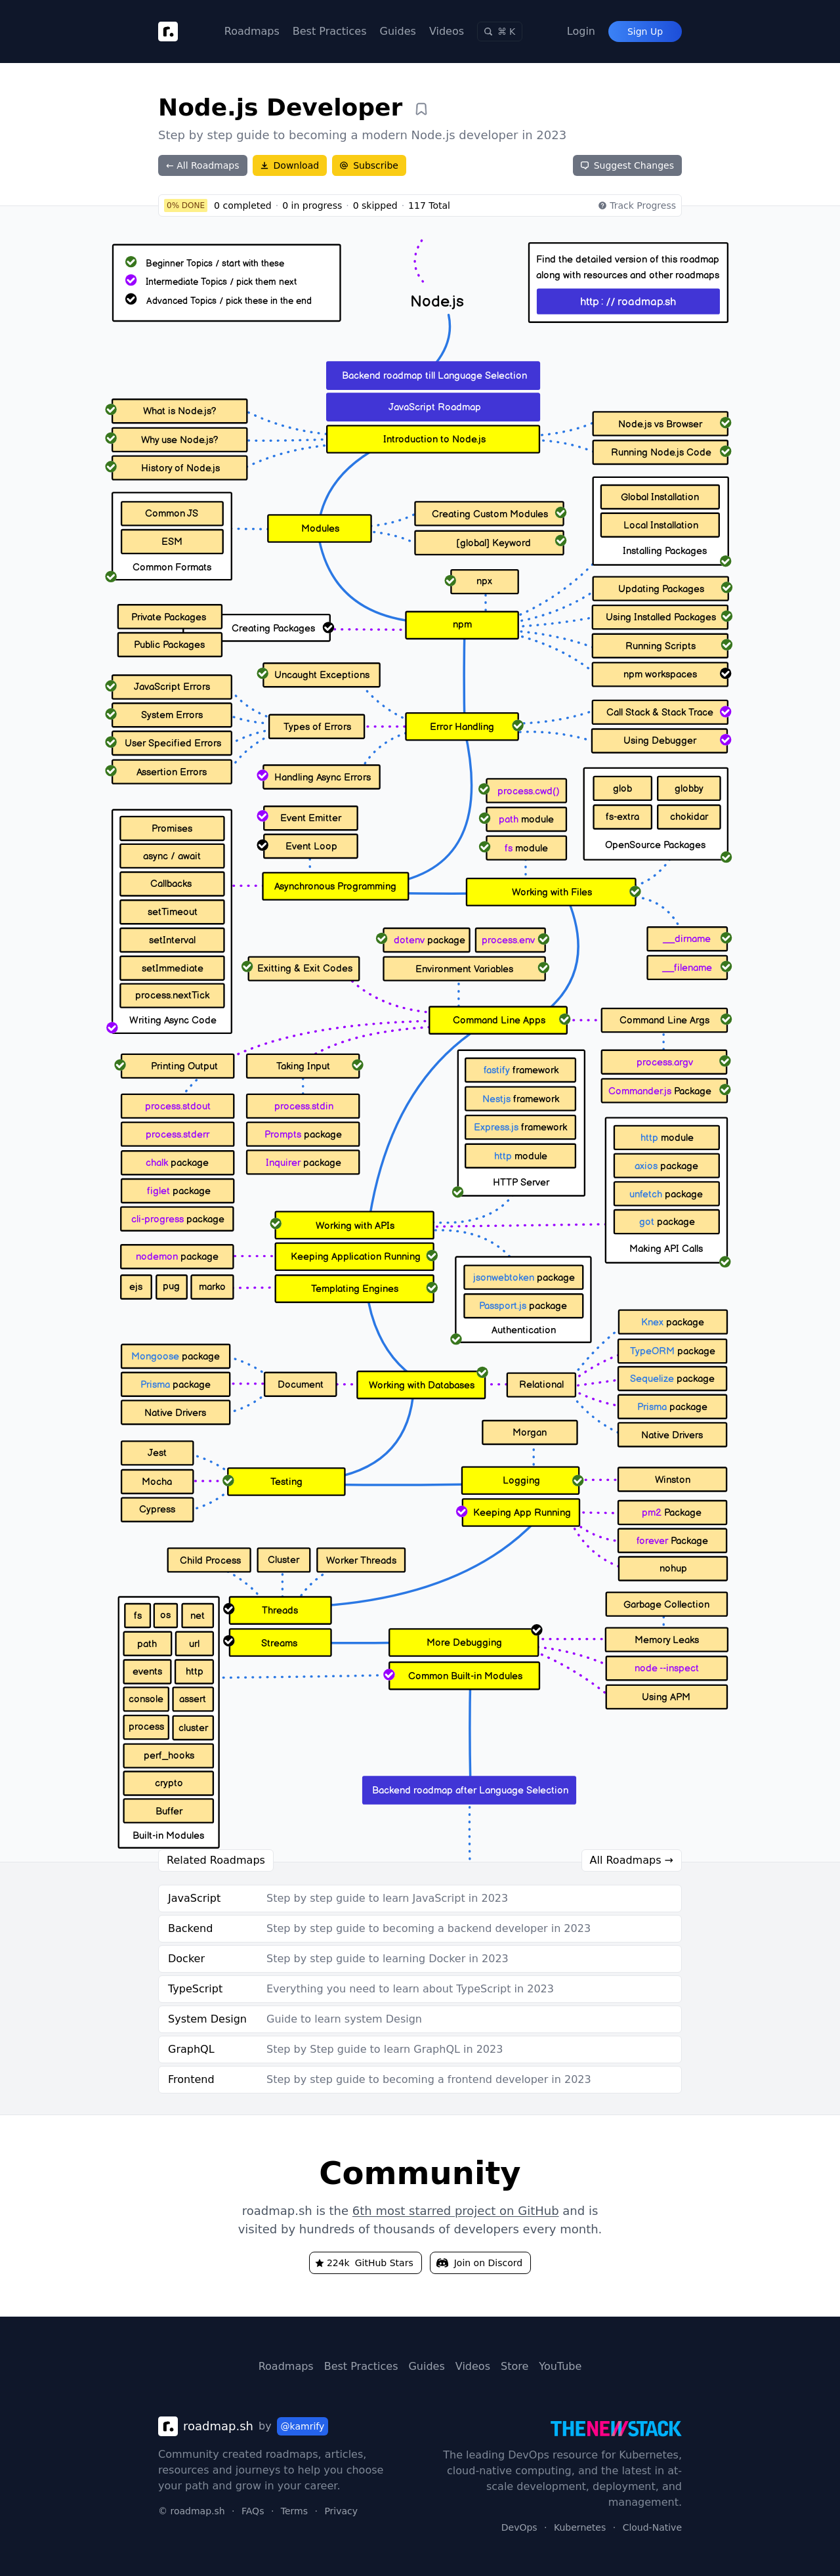 r.
Roadmaps
Best Practices
Guides
Videos
⌘ K
Login
Sign Up
Node.js Developer
Step by step guide to becoming a modern Node.js developer in 2023
← All Roadmaps
Download
Subscribe
Suggest Changes
0% DONE
0 completed · 0 in progress · 0 skipped · 117 Total
Track Progress
Beginner Topics / start with these
Intermediate Topics / pick them next
Advanced Topics / pick these in the end
Node.js
Find the detailed version of this roadmap
along with resources and other roadmaps
http : // roadmap.sh
Backend roadmap till Language Selection
JavaScript Roadmap
Introduction to Node.js
What is Node.js?
Why use Node.js?
History of Node.js
Node.js vs Browser
Running Node.js Code
Common JS
ESM
Common Formats
Modules
Creating Custom Modules
[global] Keyword
Global Installation
Local Installation
Installing Packages
npx
npm
Updating Packages
Using Installed Packages
Running Scripts
npm workspaces
Private Packages
Public Packages
Creating Packages
JavaScript Errors
System Errors
User Specified Errors
Assertion Errors
Uncaught Exceptions
Types of Errors
Handling Async Errors
Error Handling
Call Stack & Stack Trace
Using Debugger
process.cwd()
path module
fs module
glob
globby
fs-extra
chokidar
OpenSource Packages
Promises
async / await
Callbacks
setTimeout
setInterval
setImmediate
process.nextTick
Writing Async Code
Event Emitter
Event Loop
Asynchronous Programming
Working with Files
__dirname
__filename
dotenv package
process.env
Environment Variables
Exitting & Exit Codes
Command Line Apps
Command Line Args
process.argv
Commander.js Package
Printing Output
process.stdout
process.stderr
chalk package
figlet package
cli-progress package
Taking Input
process.stdin
Prompts package
Inquirer package
fastify framework
Nestjs framework
Express.js framework
http module
HTTP Server
http module
axios package
unfetch package
got package
Making API Calls
Working with APIs
Keeping Application Running
Templating Engines
nodemon package
ejs
pug
marko
jsonwebtoken package
Passport.js package
Authentication
Mongoose package
Prisma package
Native Drivers
Document
Working with Databases
Relational
Knex package
TypeORM package
Sequelize package
Prisma package
Native Drivers
Jest
Mocha
Cypress
Testing
Morgan
Logging
Winston
Keeping App Running
pm2 Package
forever Package
nohup
Child Process
Cluster
Worker Threads
Threads
Streams
More Debugging
Common Built-in Modules
Garbage Collection
Memory Leaks
node --inspect
Using APM
fs
os
net
path
url
events
http
console
assert
process
cluster
perf_hooks
crypto
Buffer
Built-in Modules
Backend roadmap after Language Selection
Related Roadmaps
All Roadmaps →
JavaScript
Step by step guide to learn JavaScript in 2023
Backend
Step by step guide to becoming a backend developer in 2023
Docker
Step by step guide to learning Docker in 2023
TypeScript
Everything you need to learn about TypeScript in 2023
System Design
Guide to learn system Design
GraphQL
Step by Step guide to learn GraphQL in 2023
Frontend
Step by step guide to becoming a frontend developer in 2023
Community
roadmap.sh is the 6th most starred project on GitHub and is
visited by hundreds of thousands of developers every month.
224k GitHub Stars
Join on Discord
Roadmaps
Best Practices
Guides
Videos
Store
YouTube
r. roadmap.sh by @kamrify
Community created roadmaps, articles,
resources and journeys to help you choose
your path and grow in your career.
© roadmap.sh · FAQs · Terms · Privacy
THENEWSTACK
The leading DevOps resource for Kubernetes,
cloud-native computing, and the latest in at-
scale development, deployment, and
management.
DevOps · Kubernetes · Cloud-Native